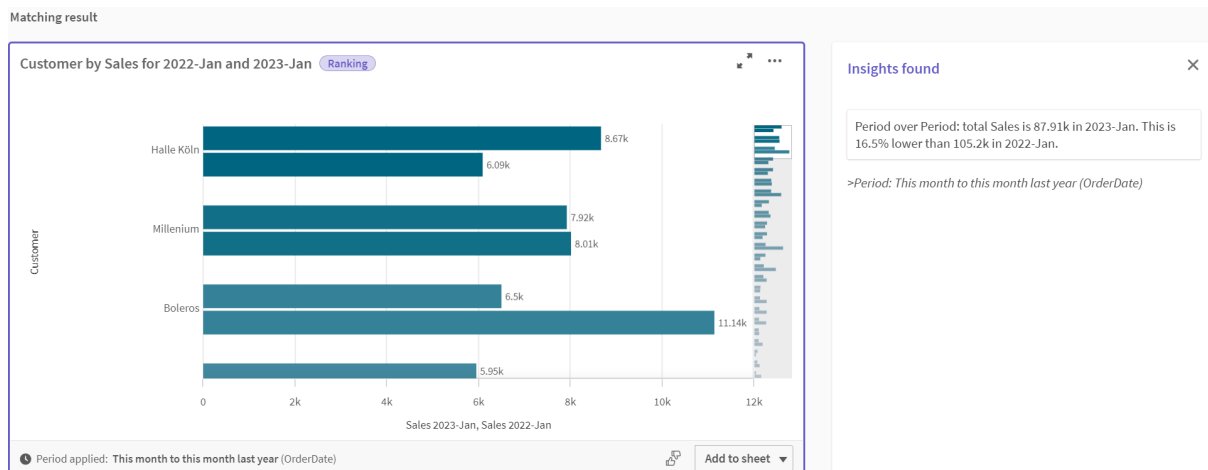 Matching result
Customer by Sales for 2022-Jan and 2023-Jan Ranking
Customer
Halle Köln
8.67k
6.09k
Millenium
7.92k
8.01k
Boleros
6.5k
11.14k
5.95k
0 2k 4k 6k 8k 10k 12k
Sales 2023-Jan, Sales 2022-Jan
Period applied: This month to this month last year (OrderDate)
Add to sheet
Insights found
Period over Period: total Sales is 87.91k in 2023-Jan. This is
16.5% lower than 105.2k in 2022-Jan.
>Period: This month to this month last year (OrderDate)